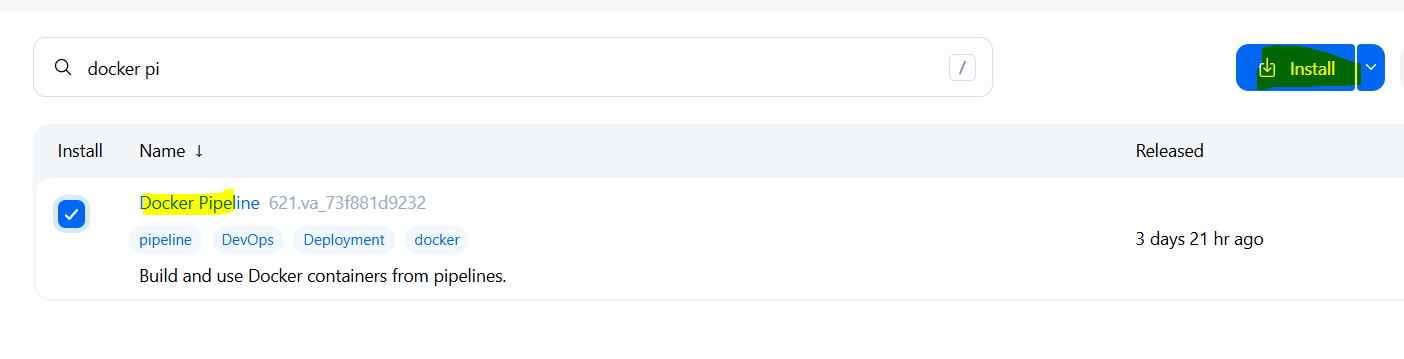 docker pi
/
Install
Install Name ↓ Released
Docker Pipeline 621.va_73f881d9232
pipeline DevOps Deployment docker
3 days 21 hr ago
Build and use Docker containers from pipelines.